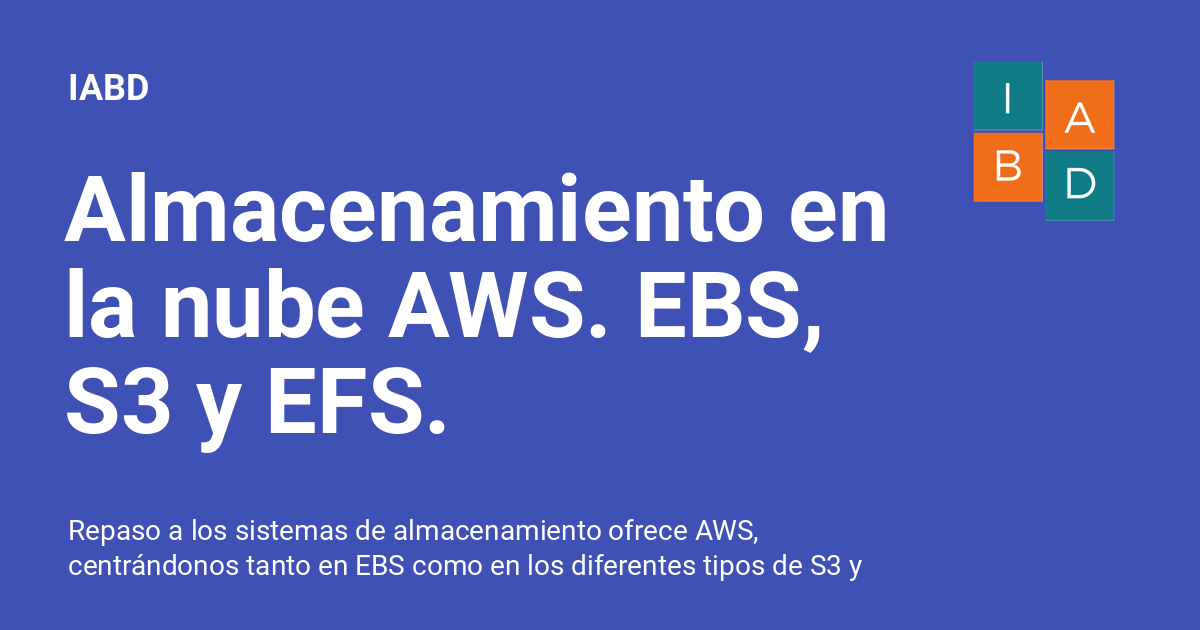 IABD
I A
B D
Almacenamiento en
la nube AWS. EBS,
S3 y EFS.
Repaso a los sistemas de almacenamiento ofrece AWS,
centrándonos tanto en EBS como en los diferentes tipos de S3 y